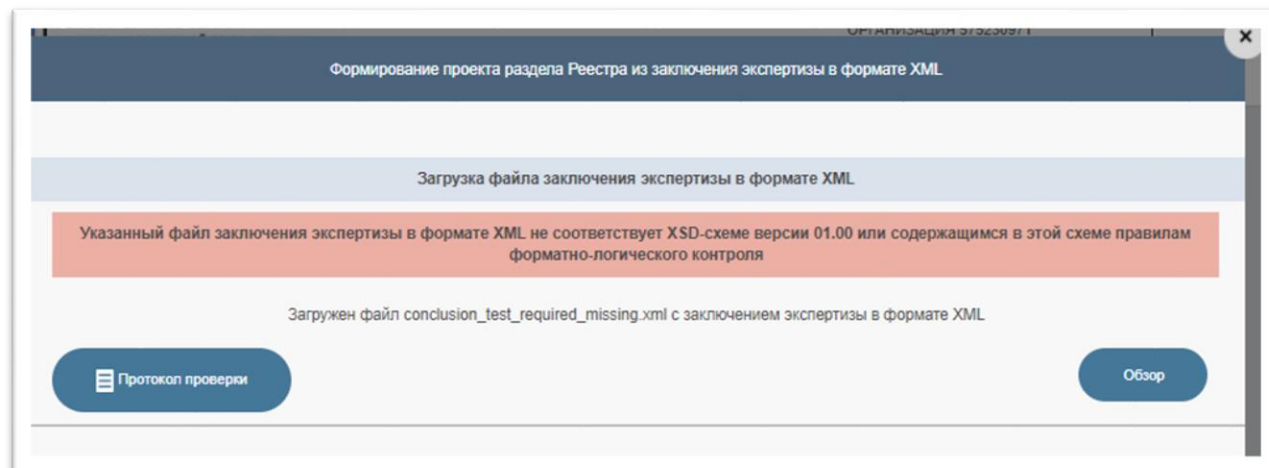 ОРГАНИЗАЦИЯ 575230971
Формирование проекта раздела Реестра из заключения экспертизы в формате XML
Загрузка файла заключения экспертизы в формате XML
Указанный файл заключения экспертизы в формате XML не соответствует XSD-схеме версии 01.00 или содержащимся в этой схеме правилам
форматно-логического контроля
Загружен файл conclusion_test_required_missing.xml с заключением экспертизы в формате XML
Протокол проверки
Обзор